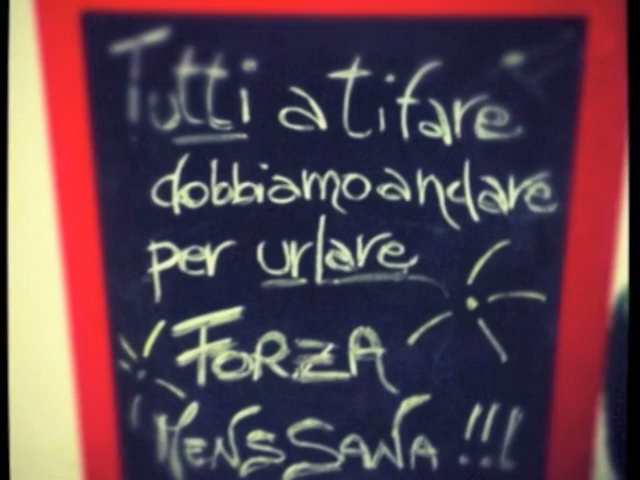 Tutti a tifare
dobbiamo andare
per urlare
FORZA
MENS SANA !!!